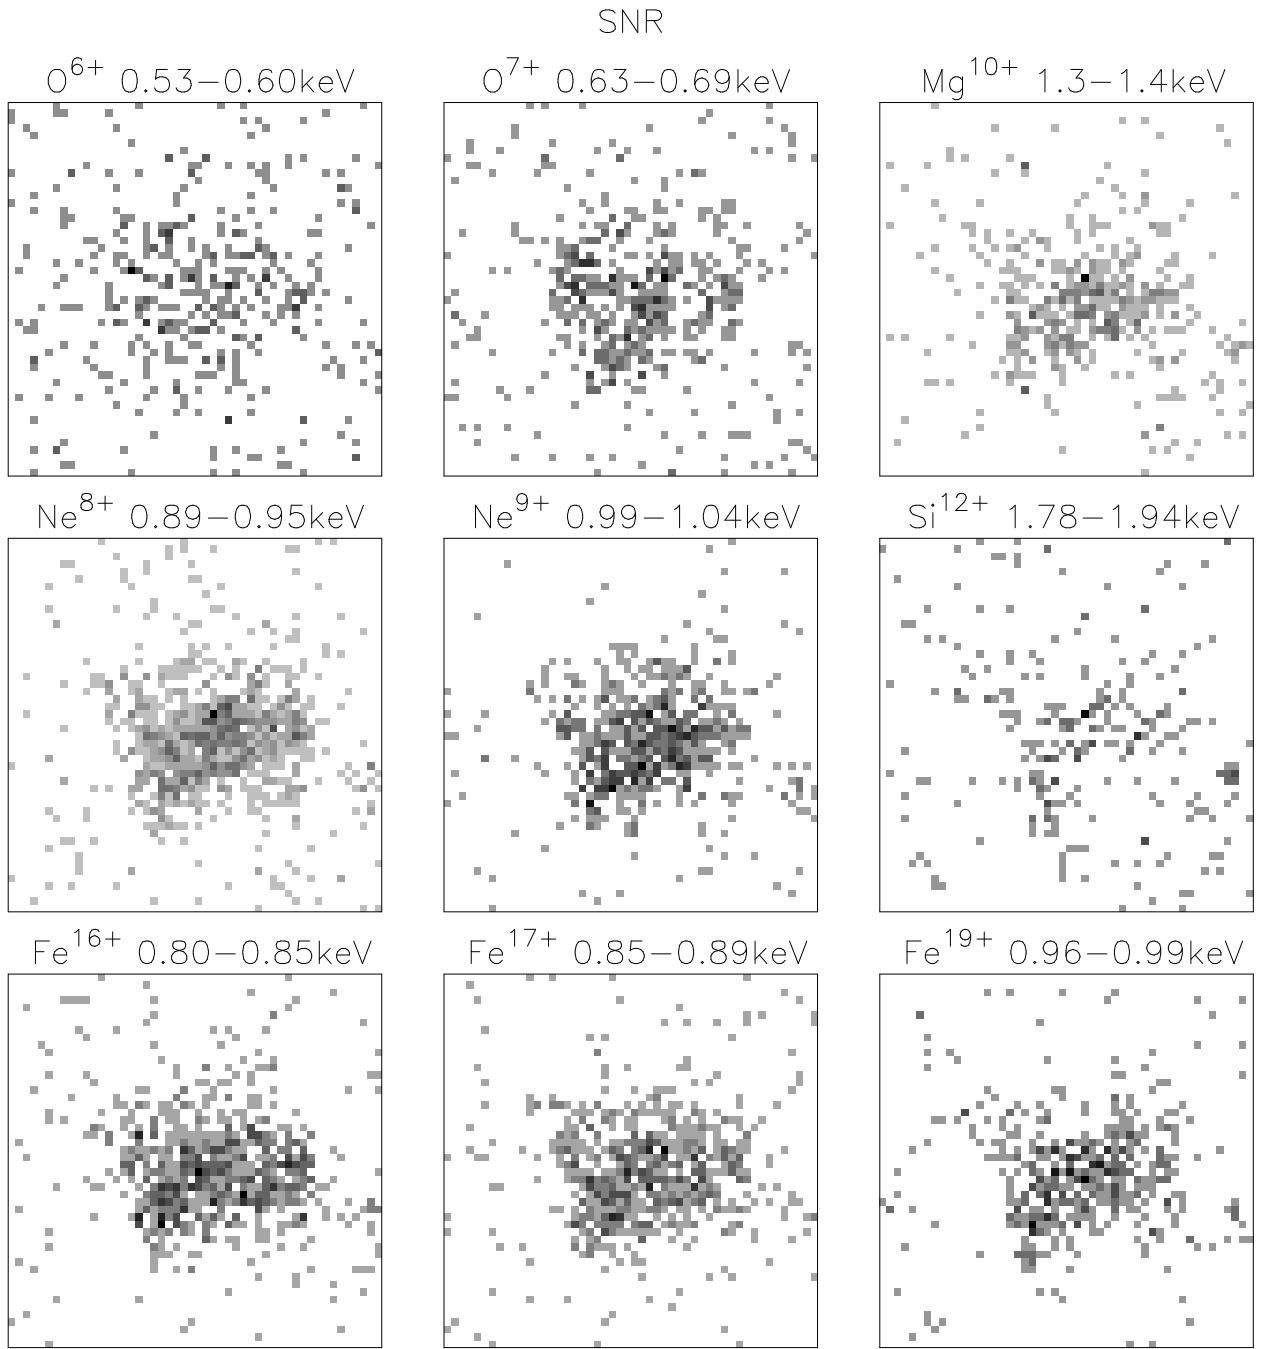 SNR
O⁶⁺ 0.53−0.60keV
O⁷⁺ 0.63−0.69keV
Mg¹⁰⁺ 1.3−1.4keV
Ne⁸⁺ 0.89−0.95keV
Ne⁹⁺ 0.99−1.04keV
Si¹²⁺ 1.78−1.94keV
Fe¹⁶⁺ 0.80−0.85keV
Fe¹⁷⁺ 0.85−0.89keV
Fe¹⁹⁺ 0.96−0.99keV